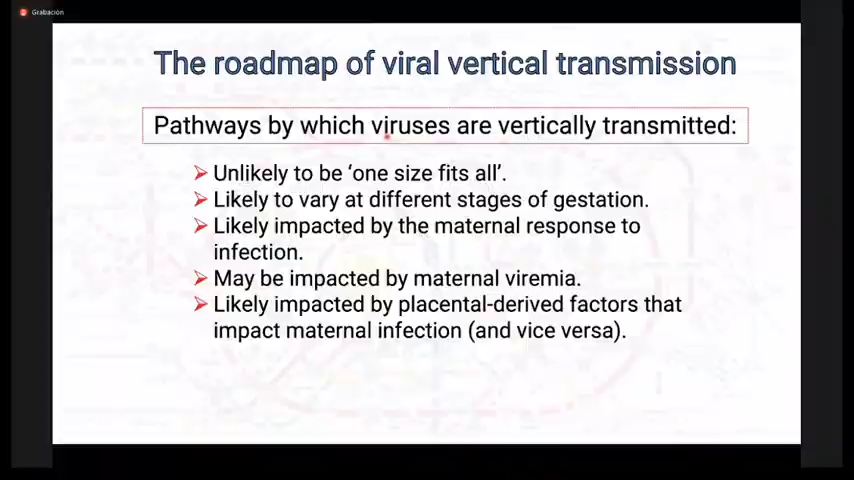 Grabación
The roadmap of viral vertical transmission
Pathways by which viruses are vertically transmitted:
Unlikely to be ‘one size fits all’.
Likely to vary at different stages of gestation.
Likely impacted by the maternal response to
infection.
May be impacted by maternal viremia.
Likely impacted by placental-derived factors that
impact maternal infection (and vice versa).